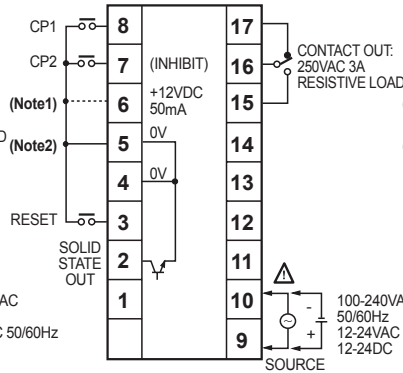 CP1
8
17
CP2
7
(INHIBIT)
16
CONTACT OUT:
250VAC 3A
RESISTIVE LOAD
(Note1)
6
+12VDC
50mA
15
(Note2)
5
0V
14
4
0V
13
RESET
3
12
SOLID
STATE
OUT
2
11
1
10
-
+
9
100-240VA
50/60Hz
12-24VAC
12-24DC
SOURCE
AC
C 50/60Hz